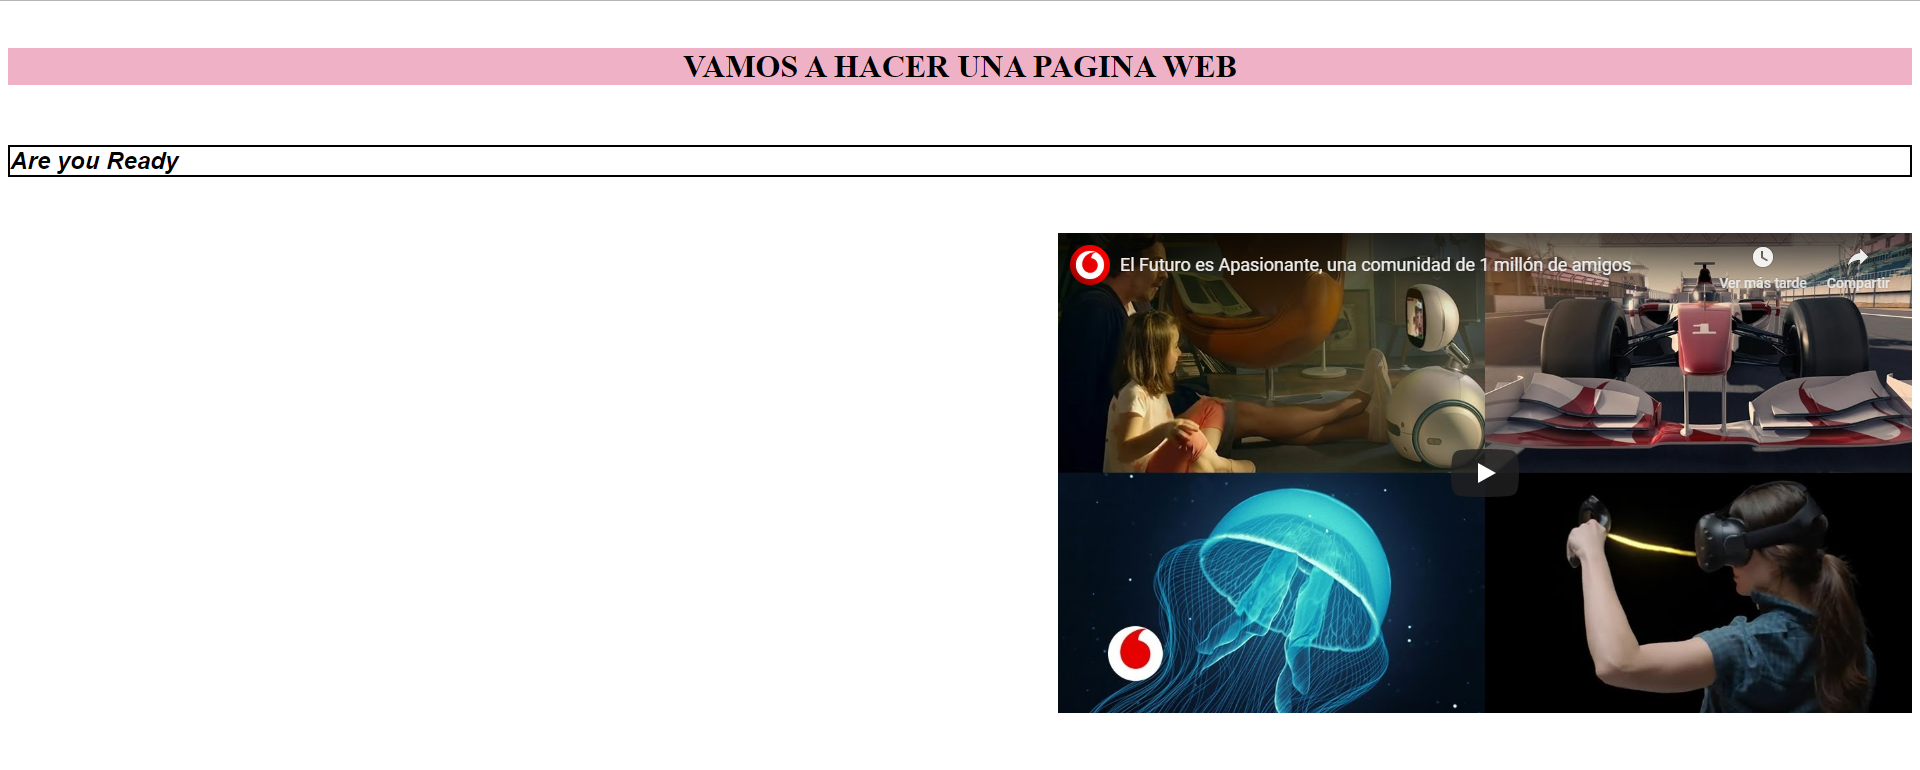 VAMOS A HACER UNA PAGINA WEB
Are you Ready
El Futuro es Apasionante, una comunidad de 1 millón de amigos
Ver más tarde
Compartir
1